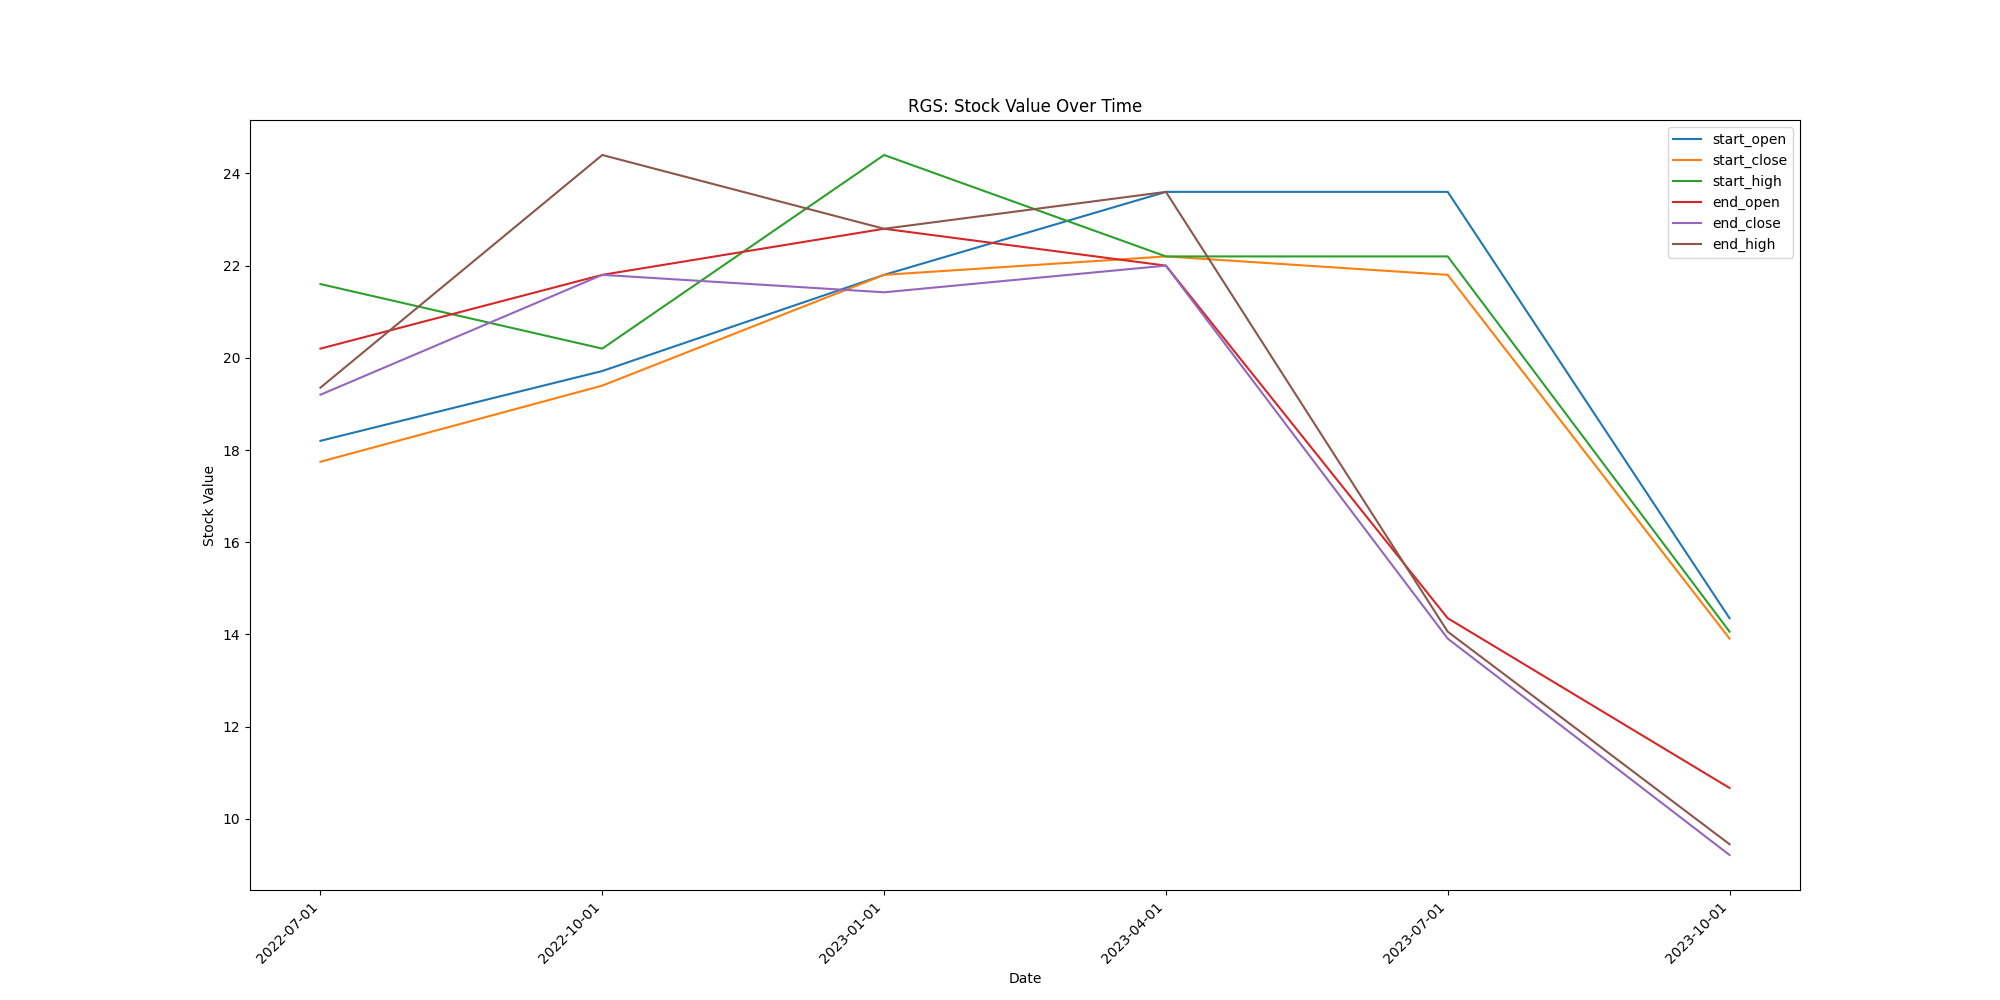 RGS: Stock Value Over Time
start_open
start_close
start_high
end_open
end_close
end_high
Stock Value
24
22
20
18
16
14
12
10
2022-07-01
2022-10-01
2023-01-01
2023-04-01
2023-07-01
2023-10-01
Date